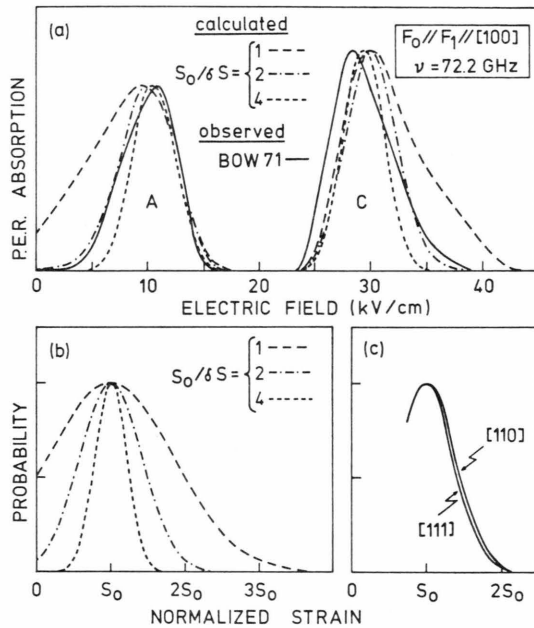 (a)
calculated
S₀/δS = { 1 – – –
2 –·–·–
4 - - - -
observed
BOW 71 —
F₀//F₁//[100]
ν = 72.2 GHz
P.E.R. ABSORPTION
A
C
0 10 20 30 40
ELECTRIC FIELD (kV/cm)
(b)
S₀/δS = { 1 – – –
2 –·–·–
4 - - - -
PROBABILITY
0 S₀ 2S₀ 3S₀
(c)
[110]
[111]
0 S₀ 2S₀
NORMALIZED STRAIN